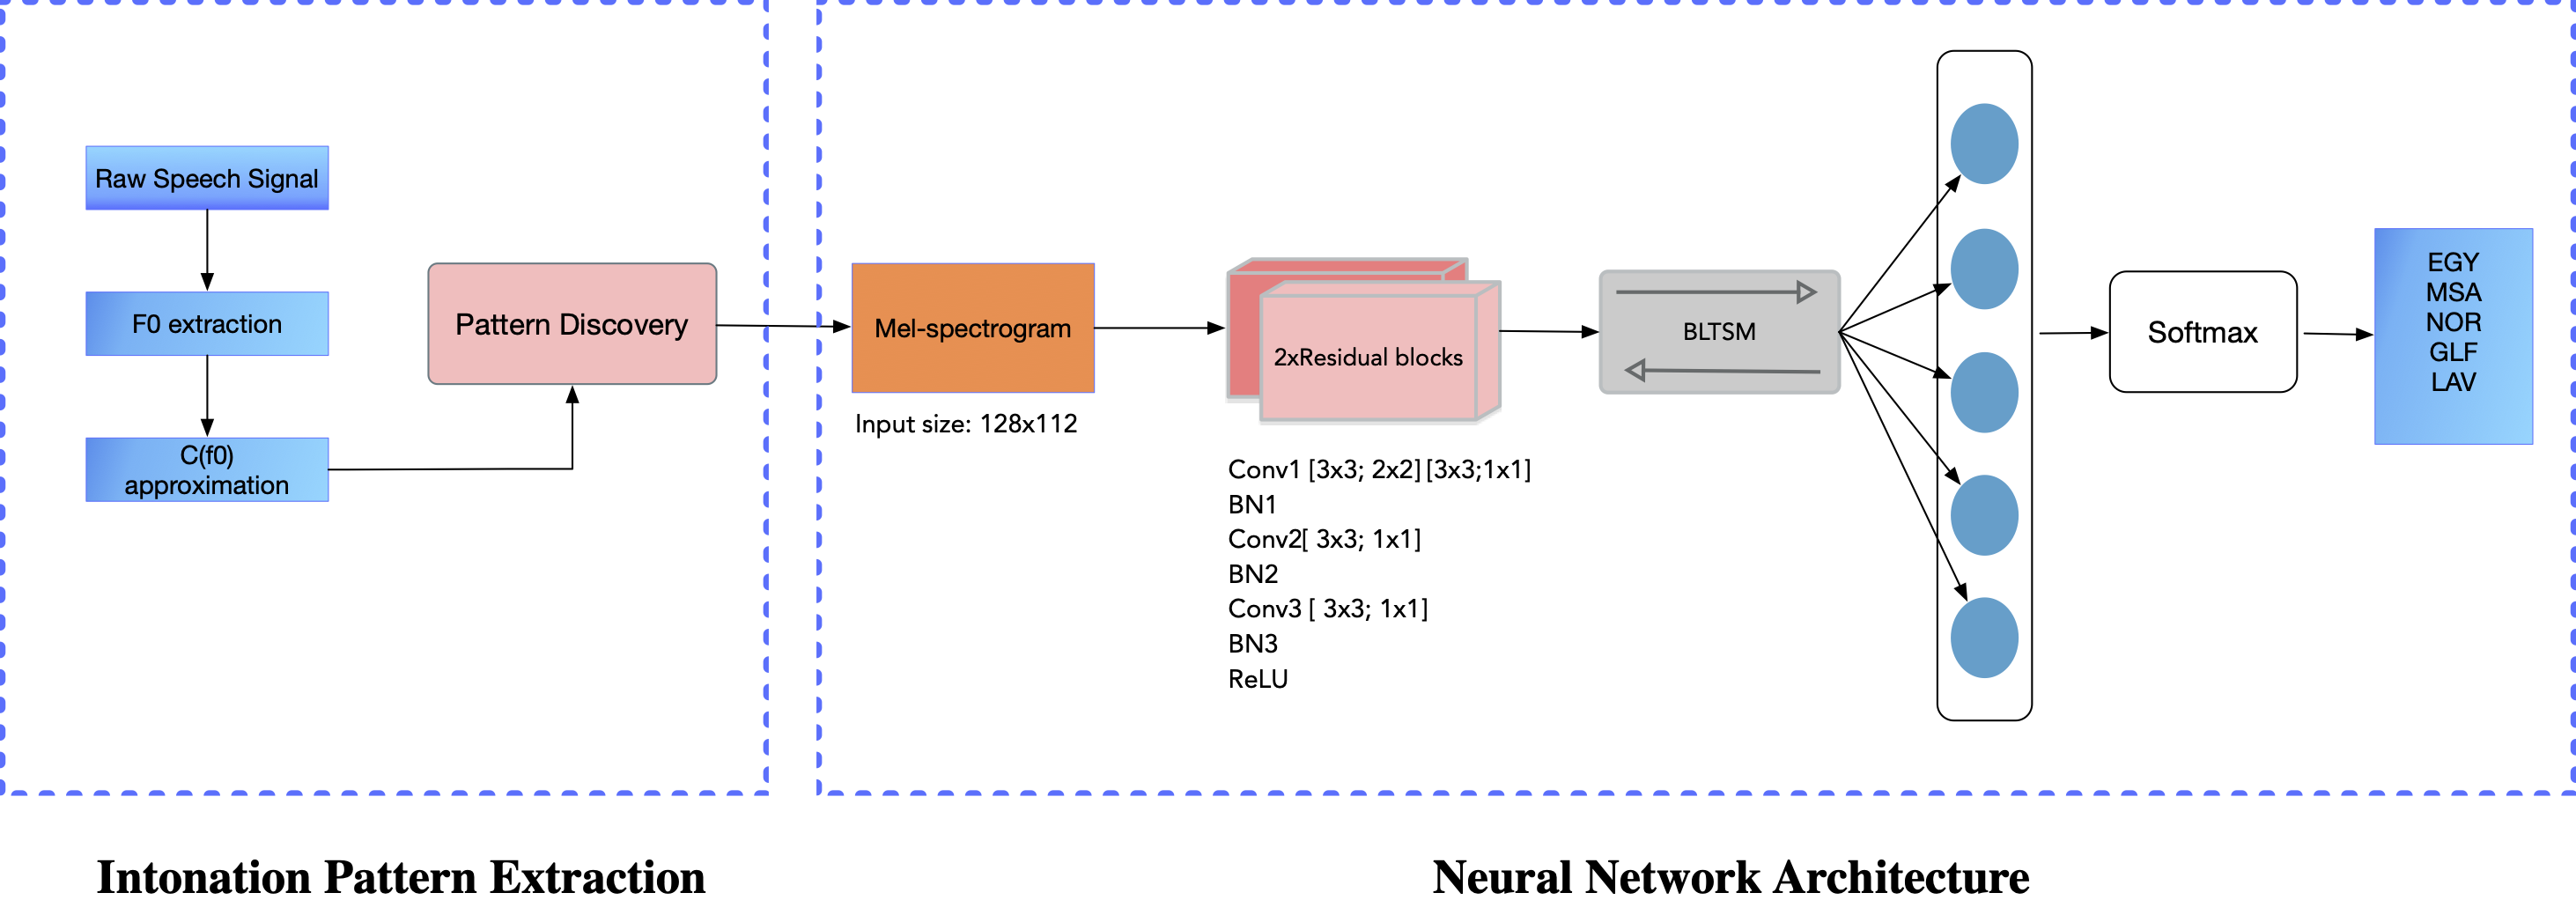 Raw Speech Signal
F0 extraction
C(f0)
approximation
Pattern Discovery
Mel-spectrogram
Input size: 128x112
2xResidual blocks
Conv1 [3x3; 2x2] [3x3;1x1]
BN1
Conv2[ 3x3; 1x1]
BN2
Conv3 [ 3x3; 1x1]
BN3
ReLU
BLTSM
Softmax
EGY
MSA
NOR
GLF
LAV
Intonation Pattern Extraction
Neural Network Architecture